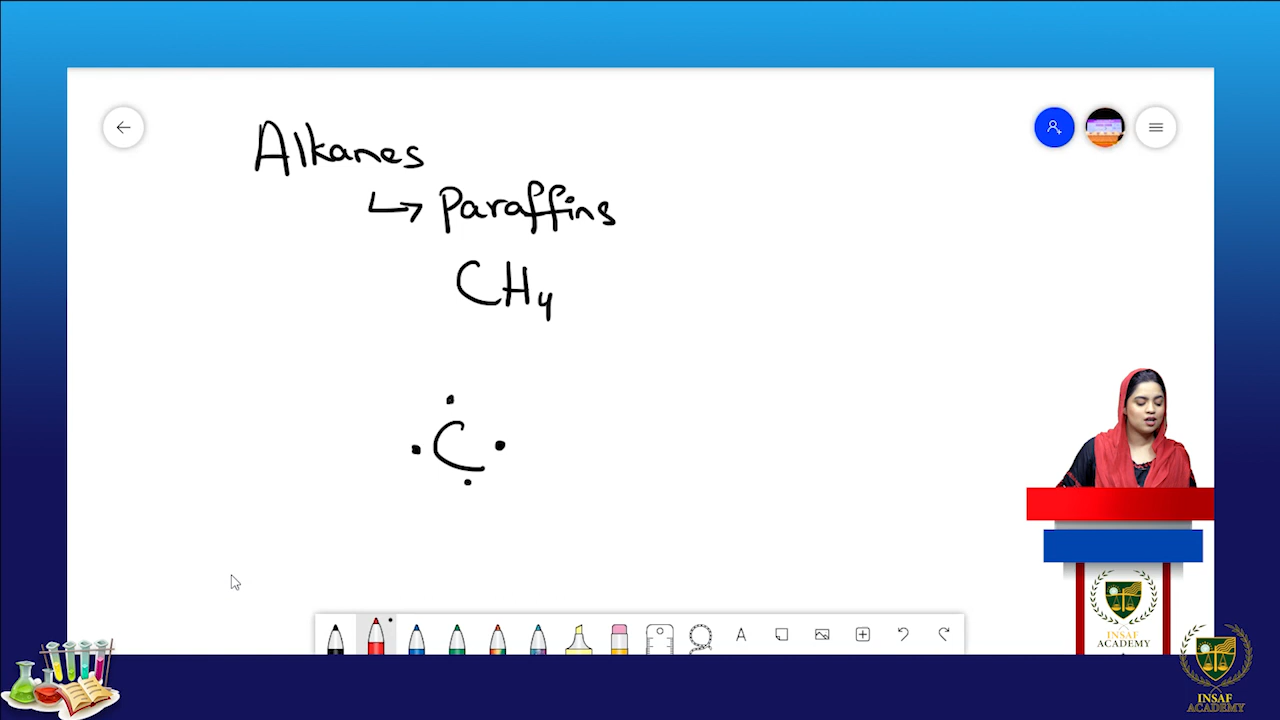 Alkanes
↳ Paraffins
CH4
C
A
INSAF
ACADEMY
INSAF
ACADEMY